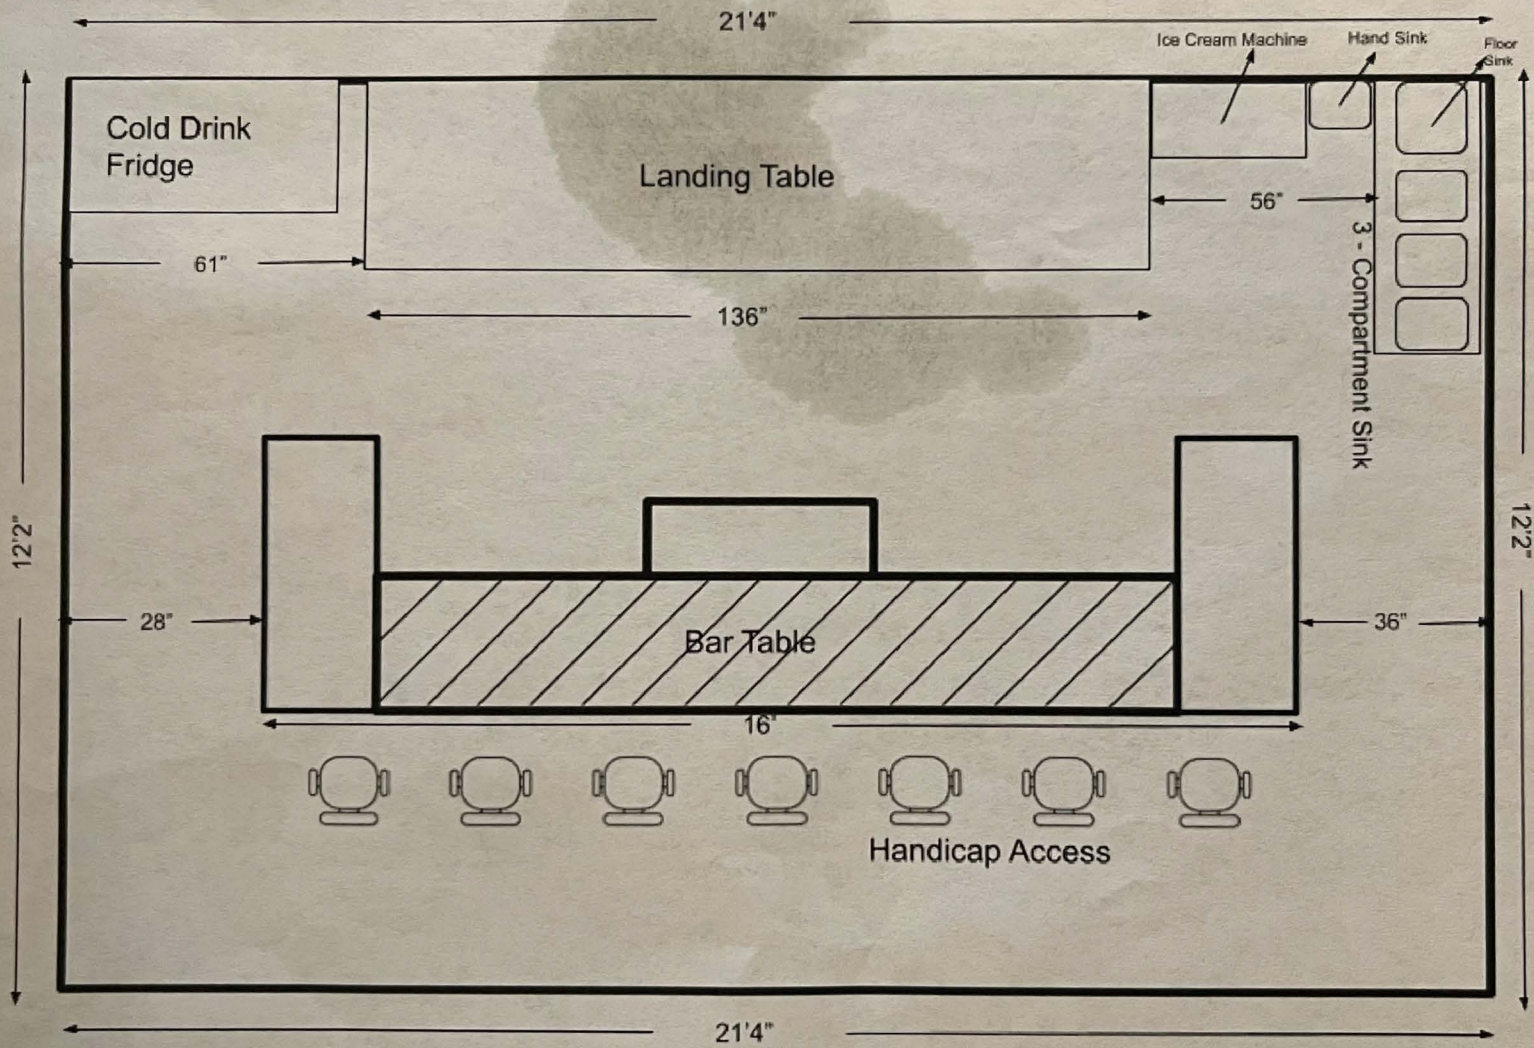 21'4"
Ice Cream Machine
Hand Sink
Floor
Sink
Cold Drink
Fridge
Landing Table
56"
61"
136"
3 - Compartment Sink
12'2"
12'2"
28"
Bar Table
36"
16'
Handicap Access
21'4"